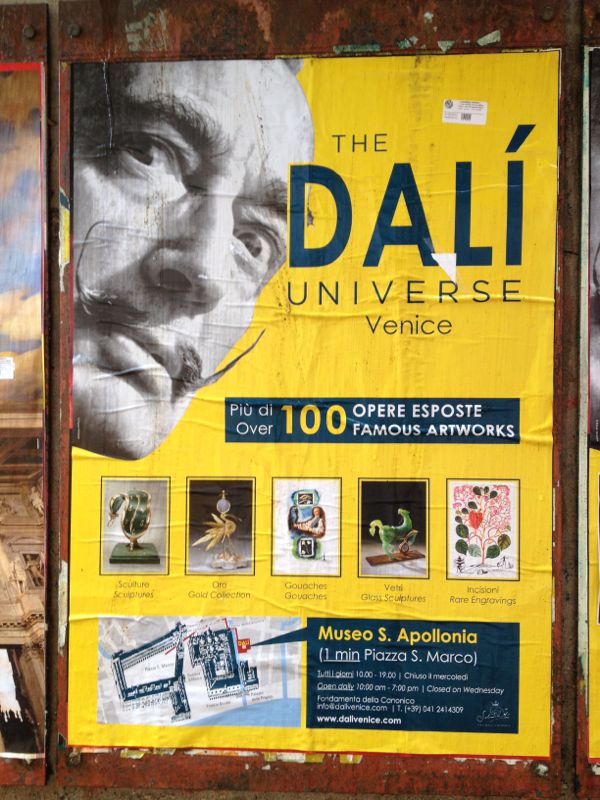 THE
DALÍ
UNIVERSE
Venice
Più di
Over
100
OPERE ESPOSTE
FAMOUS ARTWORKS
Sculture
Sculptures
Oro
Gold Collection
Gouaches
Gouaches
Vetri
Glass Sculptures
Incisioni
Rare Engravings
Museo S. Apollonia
(1 min Piazza S. Marco)
Tutti i giorni 10.00 - 19.00 | Chiuso il mercoledì
Open daily 10:00 am - 7:00 pm | Closed on Wednesday
Fondamenta della Canonica
info@dalivenice.com | T. (+39) 041 2414309
www.dalivenice.com
DALÍ